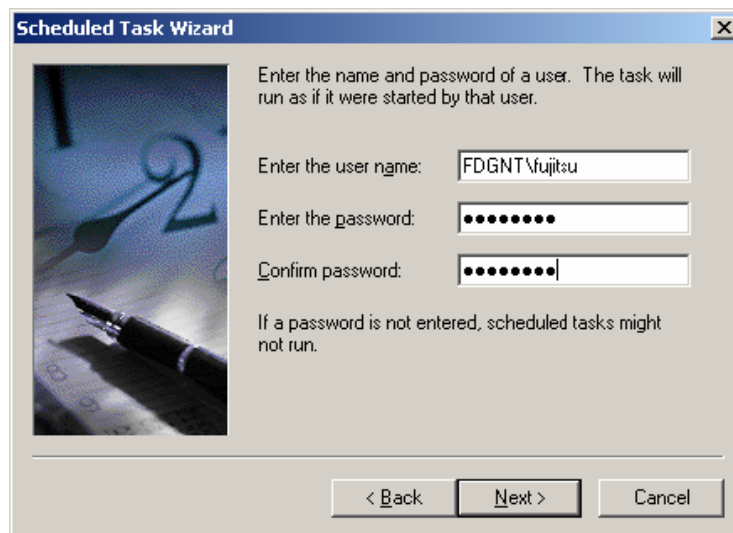 Scheduled Task Wizard
Enter the name and password of a user. The task will
run as if it were started by that user.
Enter the user name: FDGNT\fujitsu
Enter the password: ●●●●●●●●
Confirm password: ●●●●●●●●
If a password is not entered, scheduled tasks might
not run.
< Back Next > Cancel